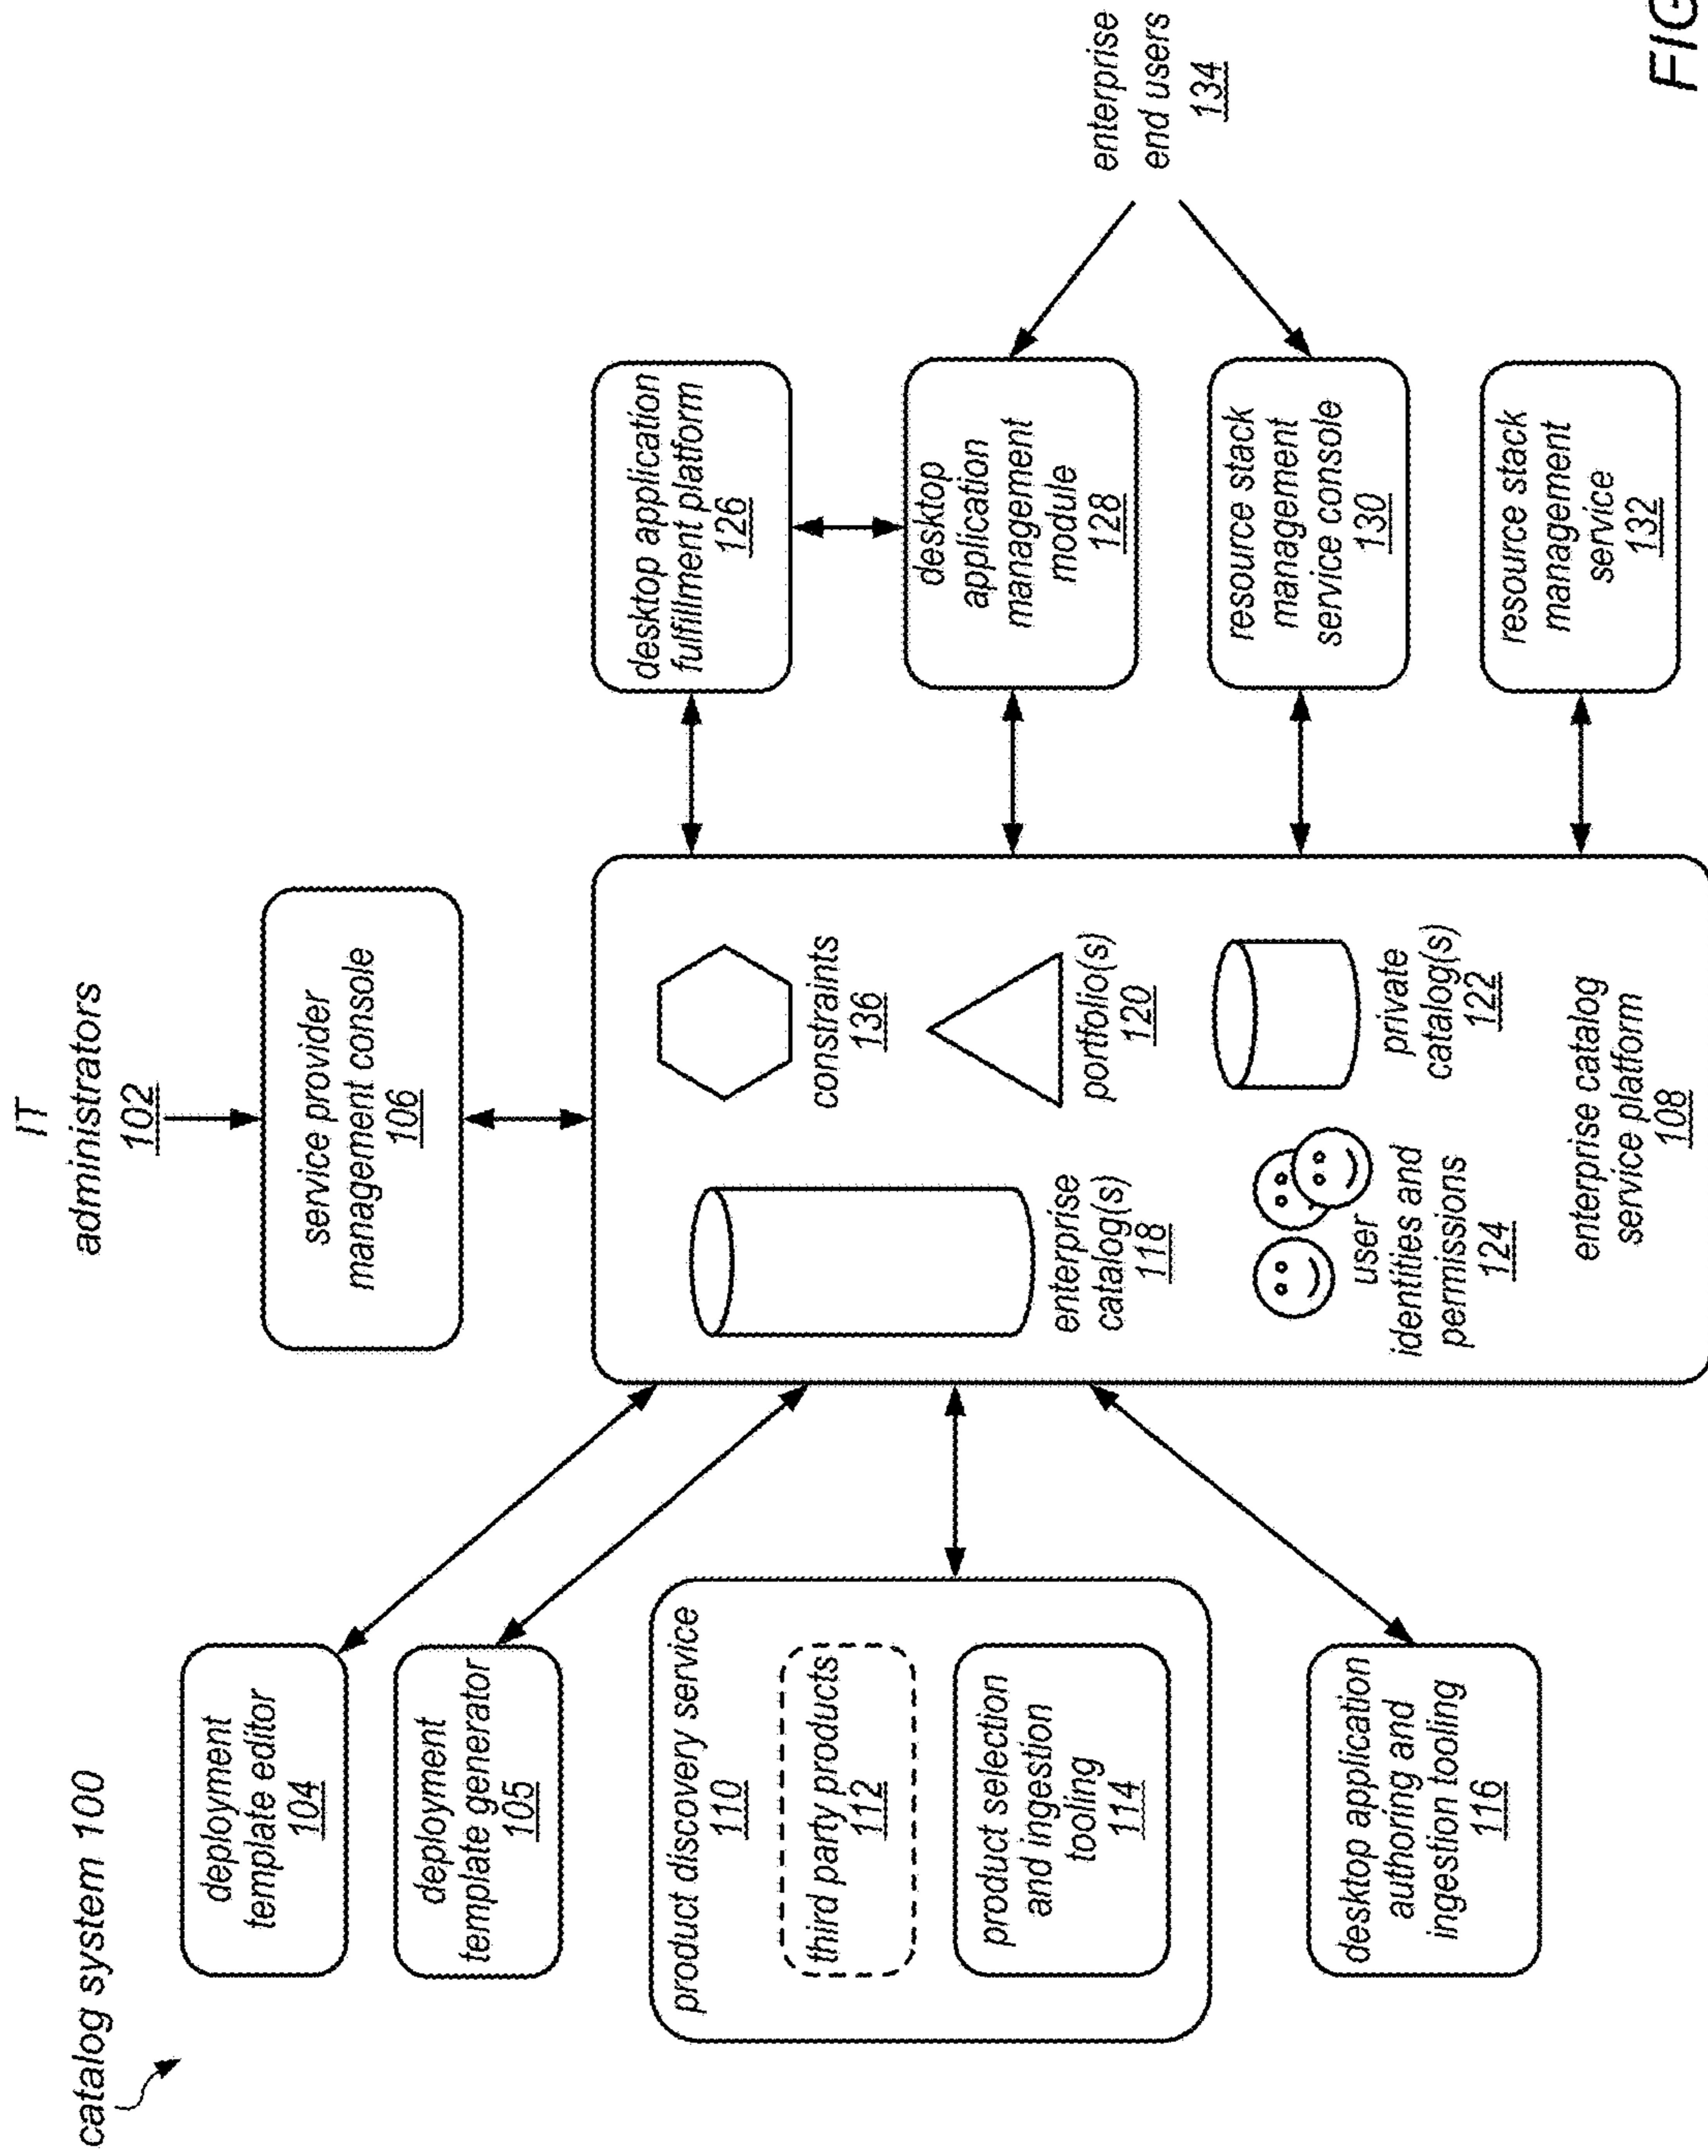 catalog system 100
IT
administrators
102
service provider
management console
106
deployment
template editor
104
deployment
template generator
105
product discovery service
110
third party products
112
product selection
and ingestion
tooling
114
desktop application
authoring and
ingestion tooling
116
enterprise
catalog(s)
118
constraints
136
portfolio(s)
120
user
identities and
permissions
124
private
catalog(s)
122
enterprise catalog
service platform
108
desktop application
fulfillment platform
126
desktop
application
management
module
128
resource stack
management
service console
130
resource stack
management
service
132
enterprise
end users
134